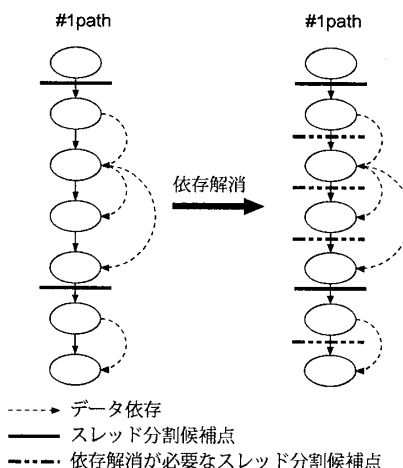 #1path
#1path
依存解消
データ依存
スレッド分割候補点
依存解消が必要なスレッド分割候補点